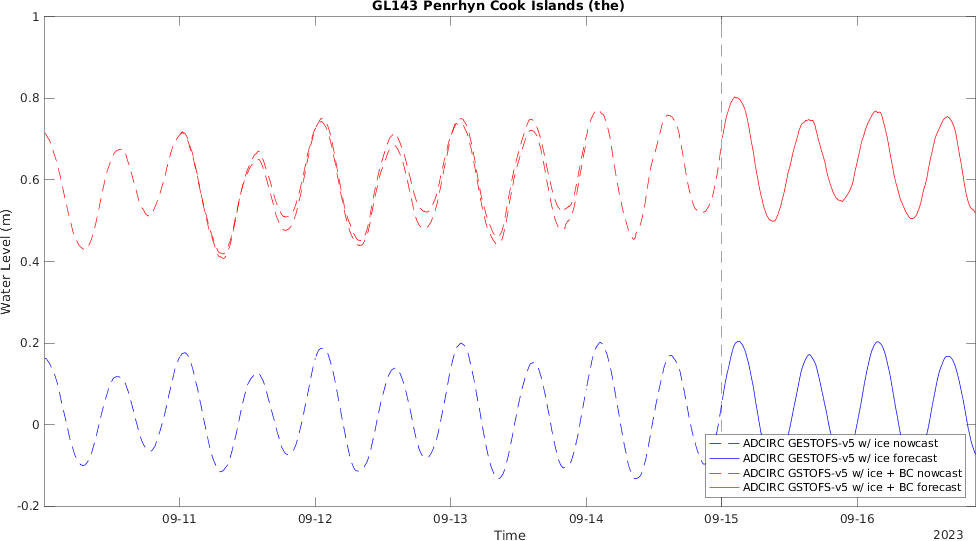 GL143 Penrhyn Cook Islands (the)
1
0.8
0.6
0.4
0.2
0
-0.2
Water Level (m)
09-11 09-12 09-13 09-14 09-15 09-16
Time
2023
ADCIRC GESTOFS-v5 w/ ice nowcast
ADCIRC GESTOFS-v5 w/ ice forecast
ADCIRC GSTOFS-v5 w/ ice + BC nowcast
ADCIRC GSTOFS-v5 w/ ice + BC forecast